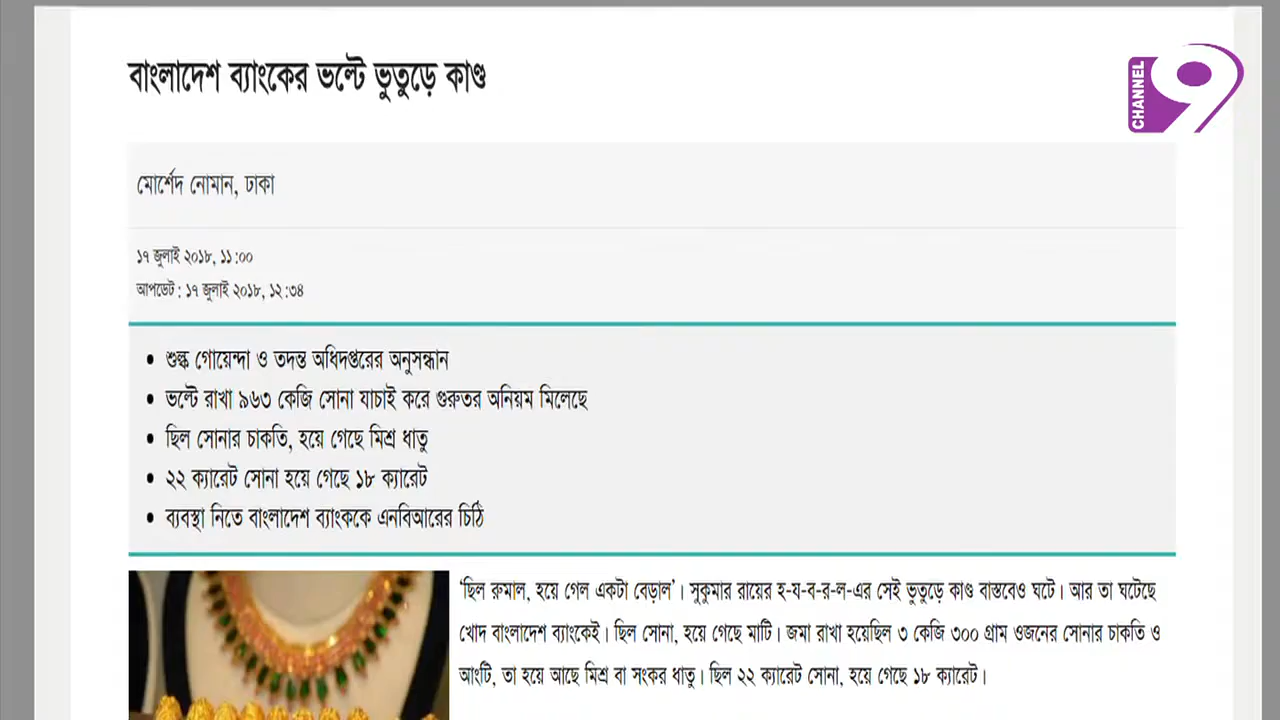 বাংলাদেশ ব্যাংকের ভল্টে ভুতুড়ে কাণ্ড
CHANNEL 9
মোর্শেদ নোমান, ঢাকা
১৭ জুলাই ২০১৮, ১১:০০
আপডেট: ১৭ জুলাই ২০১৮, ১২:৩৪
• শুল্ক গোয়েন্দা ও তদন্ত অধিদপ্তরের অনুসন্ধান
• ভল্টে রাখা ৯৬৩ কেজি সোনা যাচাই করে গুরুতর অনিয়ম মিলেছে
• ছিল সোনার চাকতি, হয়ে গেছে মিশ্র ধাতু
• ২২ ক্যারেট সোনা হয়ে গেছে ১৮ ক্যারেট
• ব্যবস্থা নিতে বাংলাদেশ ব্যাংককে এনবিআরের চিঠি
‘ছিল রুমাল, হয়ে গেল একটা বেড়াল’। সুকুমার রায়ের হ-য-ব-র-ল-এর সেই ভুতুড়ে কাণ্ড বাস্তবেও ঘটে। আর তা ঘটেছে
খোদ বাংলাদেশ ব্যাংকেই। ছিল সোনা, হয়ে গেছে মাটি। জমা রাখা হয়েছিল ৩ কেজি ৩০০ গ্রাম ওজনের সোনার চাকতি ও
আংটি, তা হয়ে আছে মিশ্র বা সংকর ধাতু। ছিল ২২ ক্যারেট সোনা, হয়ে গেছে ১৮ ক্যারেট।